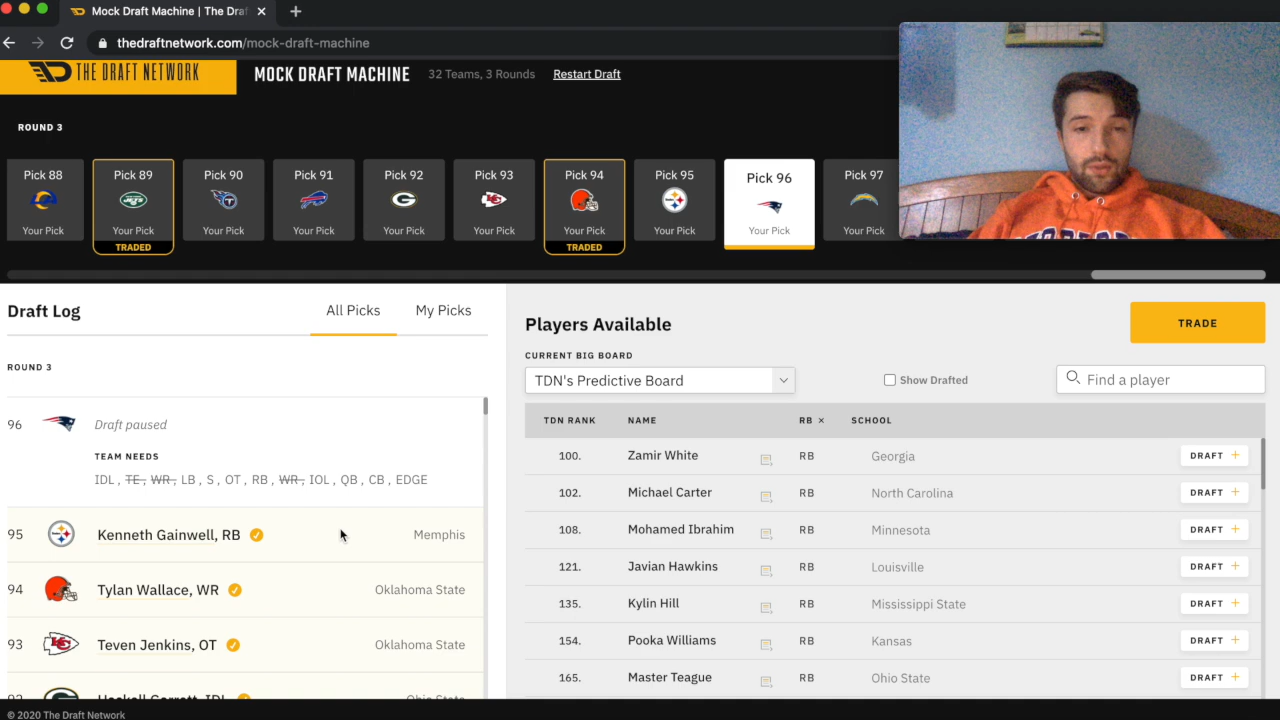 Mock Draft Machine | The Dra
thedraftnetwork.com/mock-draft-machine
THE DRAFT NETWORK
MOCK DRAFT MACHINE
32 Teams, 3 Rounds
Restart Draft
ROUND 3
Pick 88 Pick 89 Pick 90 Pick 91 Pick 92 Pick 93 Pick 94 Pick 95 Pick 96 Pick 97
Your Pick Your Pick Your Pick Your Pick Your Pick Your Pick Your Pick Your Pick Your Pick Your Pick
TRADED TRADED
Draft Log
All Picks
My Picks
ROUND 3
96 Draft paused
TEAM NEEDS
IDL , TE , WR , LB , S , OT , RB , WR , IOL , QB , CB , EDGE
95 Kenneth Gainwell, RB Memphis
94 Tylan Wallace, WR Oklahoma State
93 Teven Jenkins, OT Oklahoma State
92 Haskell Garrett, IDL Ohio State
Players Available
TRADE
CURRENT BIG BOARD
TDN's Predictive Board
Show Drafted
Find a player
TDN RANK NAME RB × SCHOOL
100. Zamir White RB Georgia DRAFT +
102. Michael Carter RB North Carolina DRAFT +
108. Mohamed Ibrahim RB Minnesota DRAFT +
121. Javian Hawkins RB Louisville DRAFT +
135. Kylin Hill RB Mississippi State DRAFT +
154. Pooka Williams RB Kansas DRAFT +
165. Master Teague RB Ohio State DRAFT +
© 2020 The Draft Network